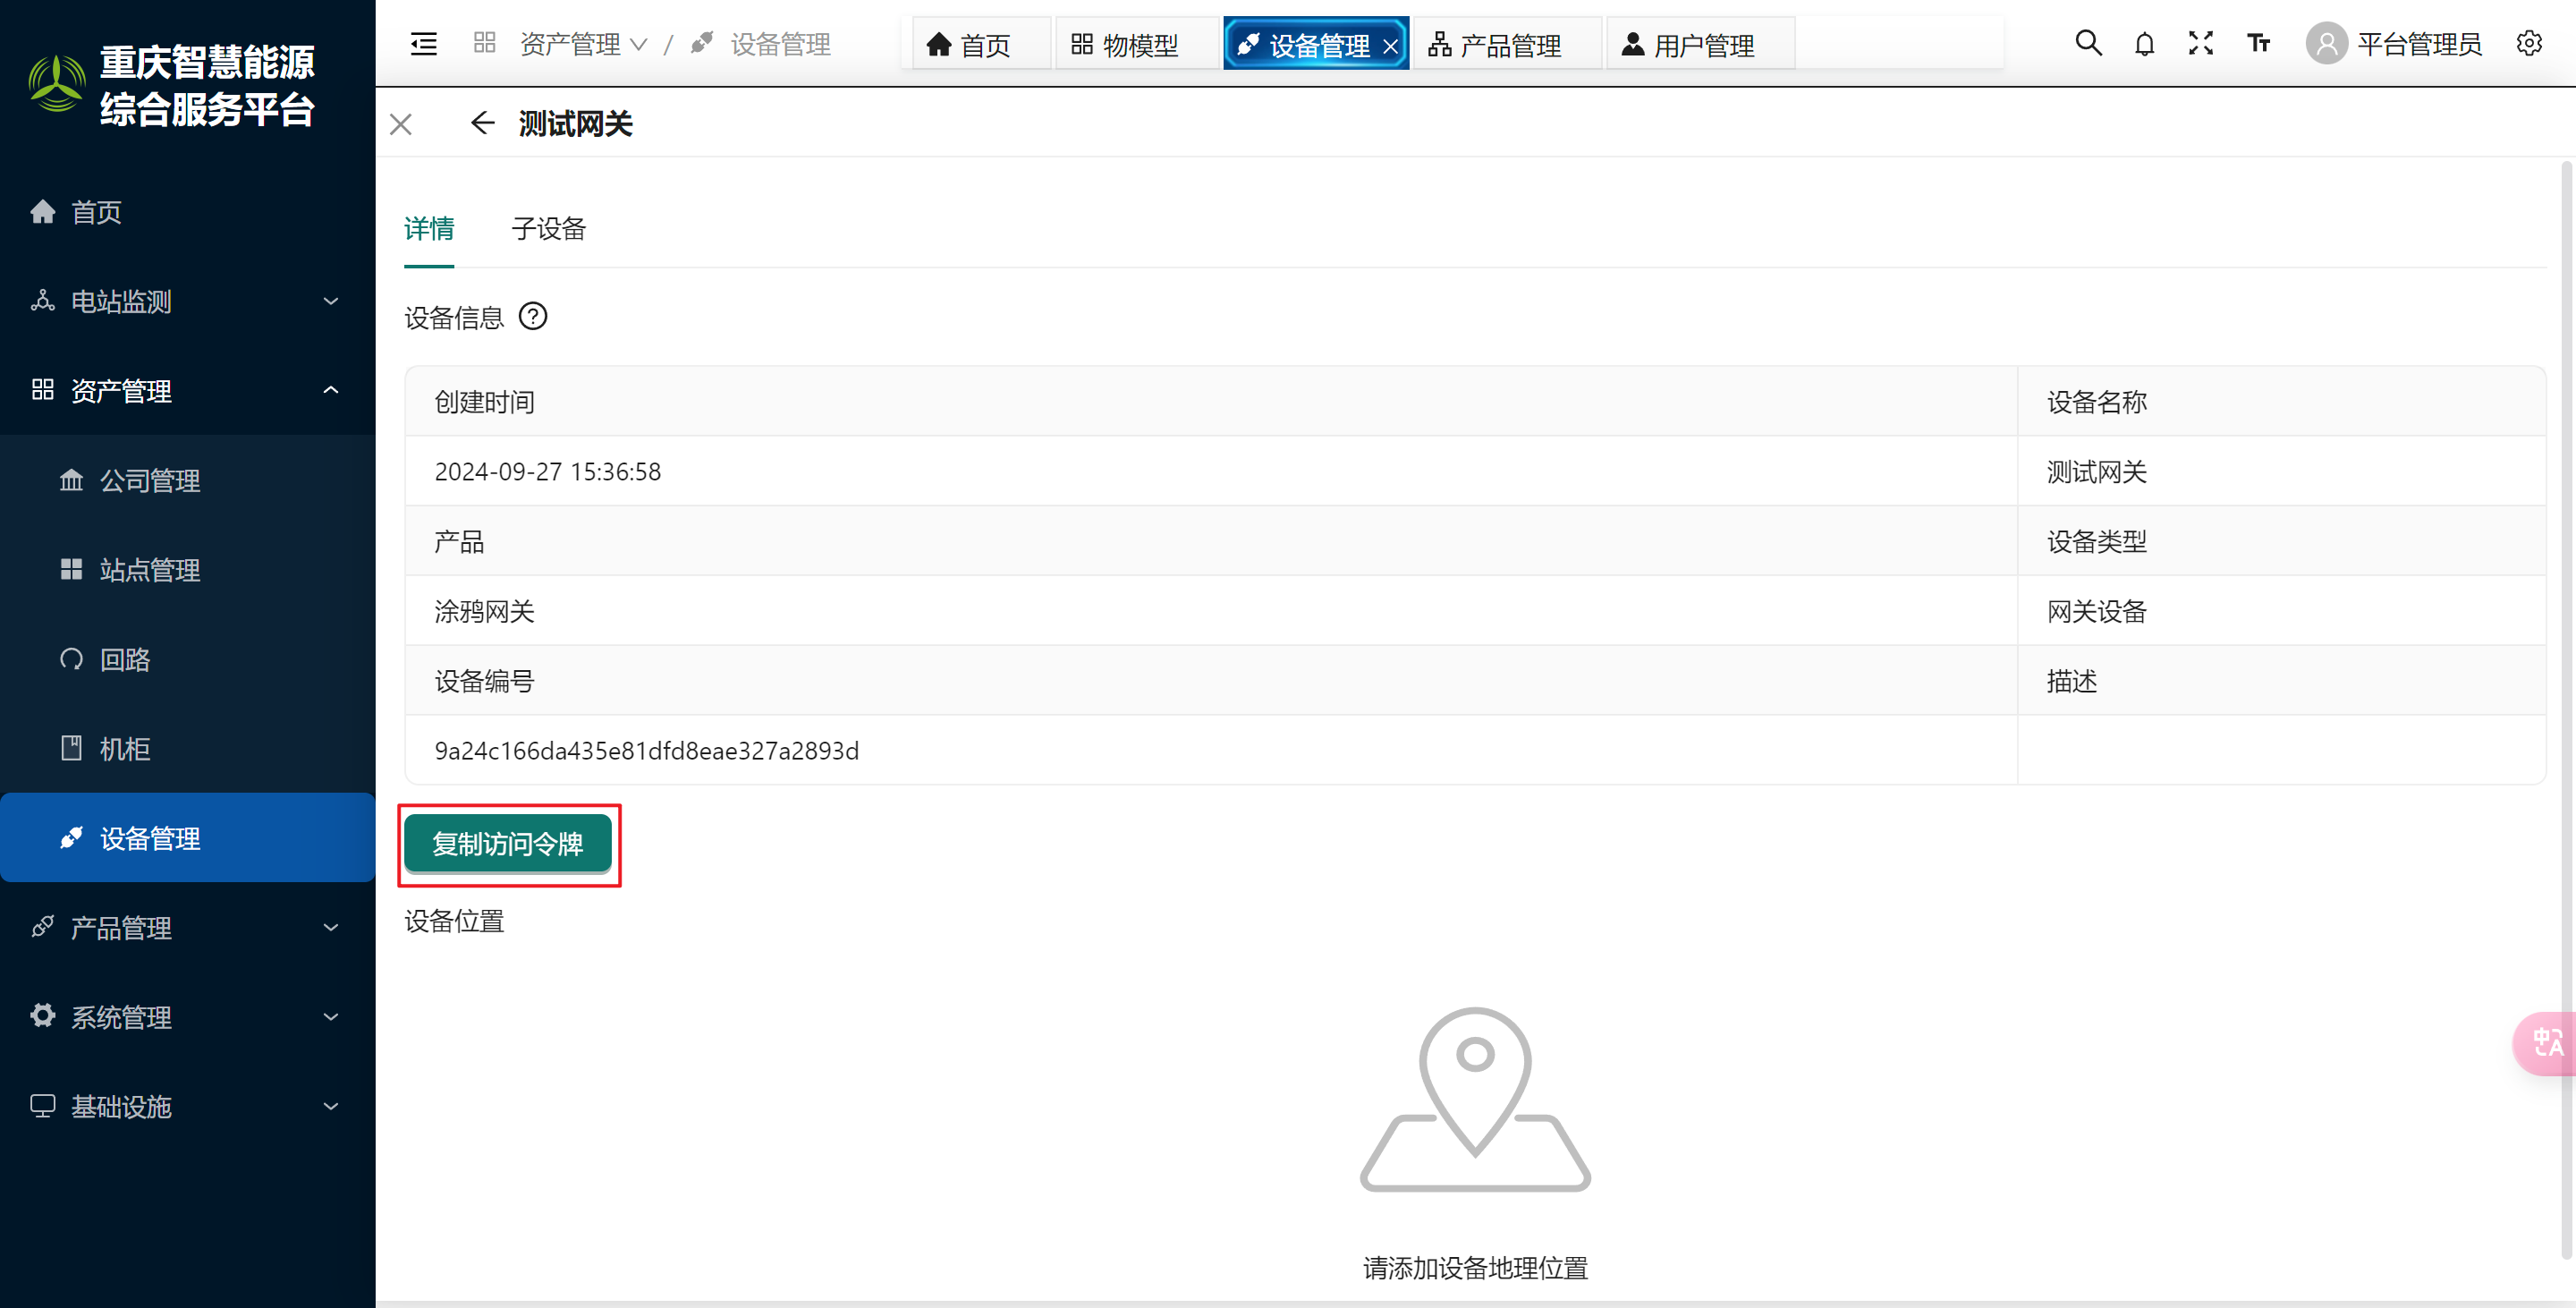 重庆智慧能源
综合服务平台
首页
电站监测
资产管理
公司管理
站点管理
回路
机柜
设备管理
产品管理
系统管理
基础设施
资产管理 / 设备管理
首页 物模型 设备管理 产品管理 用户管理
Tт 平台管理员
测试网关
详情 子设备
设备信息 ?
创建时间 设备名称
2024-09-27 15:36:58 测试网关
产品 设备类型
涂鸦网关 网关设备
设备编号 描述
9a24c166da435e81dfd8eae327a2893d
复制访问令牌
设备位置
请添加设备地理位置
中A